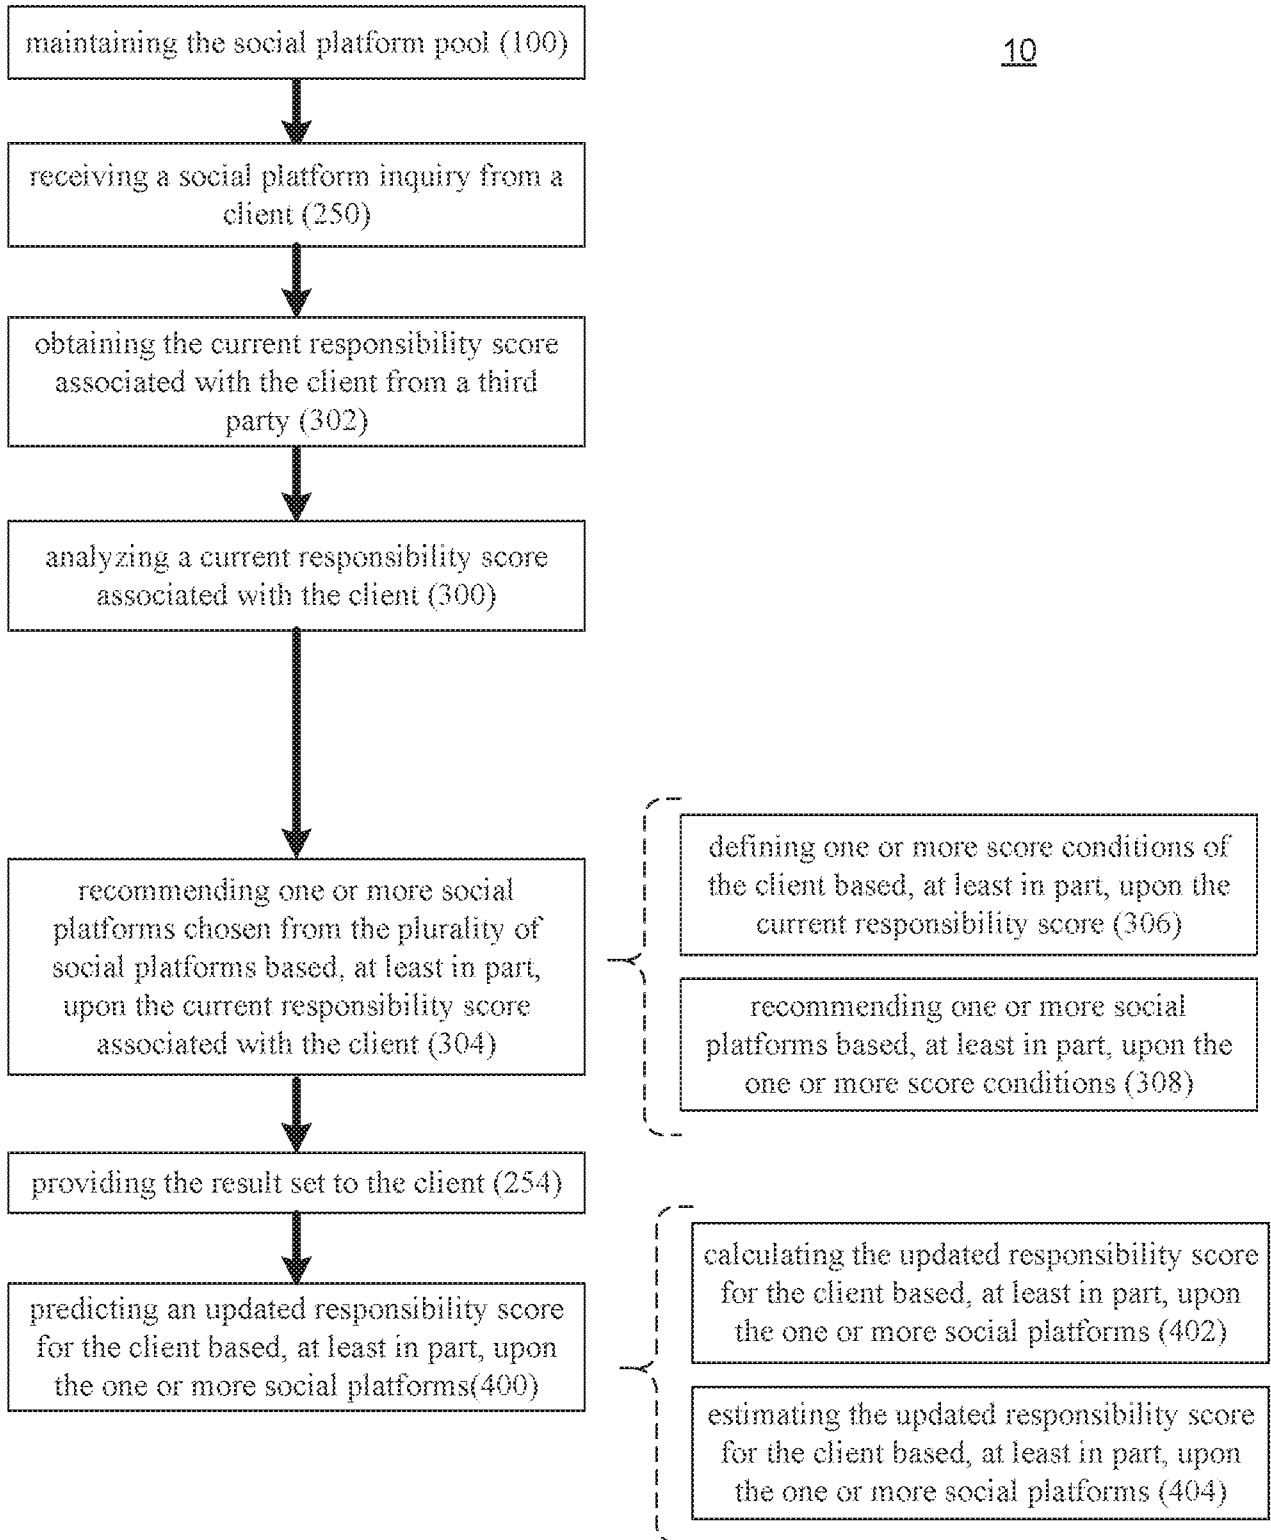 maintaining the social platform pool (100)
10
receiving a social platform inquiry from a
client (250)
obtaining the current responsibility score
associated with the client from a third
party (302)
analyzing a current responsibility score
associated with the client (300)
recommending one or more social
platforms chosen from the plurality of
social platforms based, at least in part,
upon the current responsibility score
associated with the client (304)
defining one or more score conditions of
the client based, at least in part, upon the
current responsibility score (306)
recommending one or more social
platforms based, at least in part, upon the
one or more score conditions (308)
providing the result set to the client (254)
predicting an updated responsibility score
for the client based, at least in part, upon
the one or more social platforms(400)
calculating the updated responsibility score
for the client based, at least in part, upon
the one or more social platforms (402)
estimating the updated responsibility score
for the client based, at least in part, upon
the one or more social platforms (404)